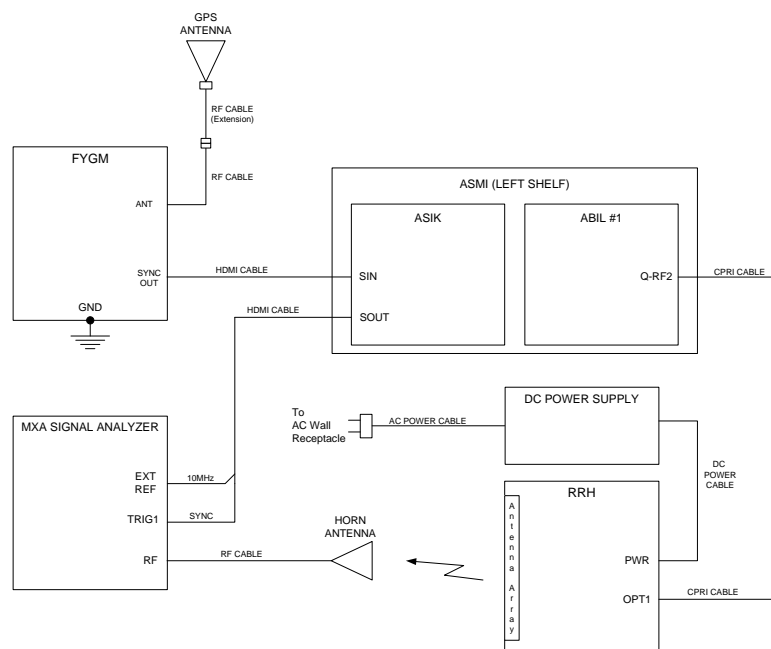 GPS
ANTENNA
RF CABLE
(Extension)
FYGM
RF CABLE
ASMI (LEFT SHELF)
ANT
ASIK
ABIL #1
SYNC
OUT
HDMI CABLE
SIN
Q-RF2
CPRI CABLE
GND
HDMI CABLE
SOUT
MXA SIGNAL ANALYZER
To
AC Wall
Receptacle
AC POWER CABLE
DC POWER SUPPLY
DC
POWER
CABLE
EXT
REF
10MHz
RRH
TRIG1
SYNC
HORN
ANTENNA
Antenna Array
RF
RF CABLE
PWR
OPT1
CPRI CABLE